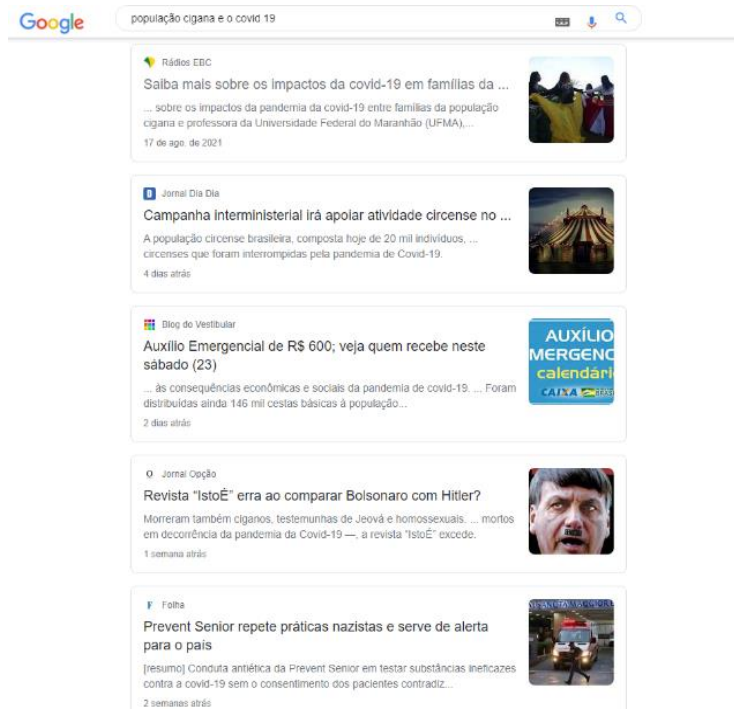 Google
população cigana e o covid 19
Rádios EBC
Saiba mais sobre os impactos da covid-19 em famílias da ...
... sobre os impactos da pandemia da covid-19 entre famílias da população
cigana e professora da Universidade Federal do Maranhão (UFMA),...
17 de ago. de 2021
Jornal Dia Dia
Campanha interministerial irá apoiar atividade circense no ...
A população circense brasileira, composta hoje de 20 mil indivíduos, ...
circenses que foram interrompidas pela pandemia de Covid-19.
4 dias atrás
Blog do Vestibular
Auxílio Emergencial de R$ 600; veja quem recebe neste
sábado (23)
... às consequências econômicas e sociais da pandemia de covid-19. ... Foram
distribuídas ainda 146 mil cestas básicas à população...
2 dias atrás
AUXÍLIO
MERGENC
calendári
CAIXA
Jornal Opção
Revista “IstoÉ” erra ao comparar Bolsonaro com Hitler?
Morreram também ciganos, testemunhas de Jeová e homossexuais. ... mortos
em decorrência da pandemia da Covid-19 —, a revista “IstoÉ” excede.
1 semana atrás
Folha
Prevent Senior repete práticas nazistas e serve de alerta
para o país
[resumo] Conduta antiética da Prevent Senior em testar substâncias ineficazes
contra a covid-19 sem o consentimento dos pacientes contradiz...
2 semanas atrás